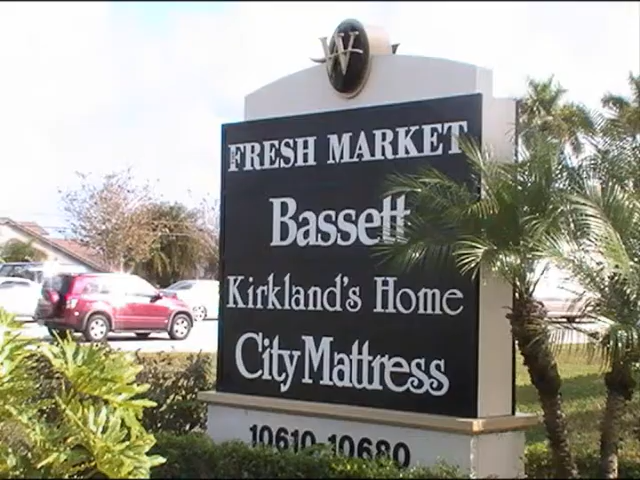 W
FRESH MARKET
Bassett
Kirkland's Home
City Mattress
10610-10680